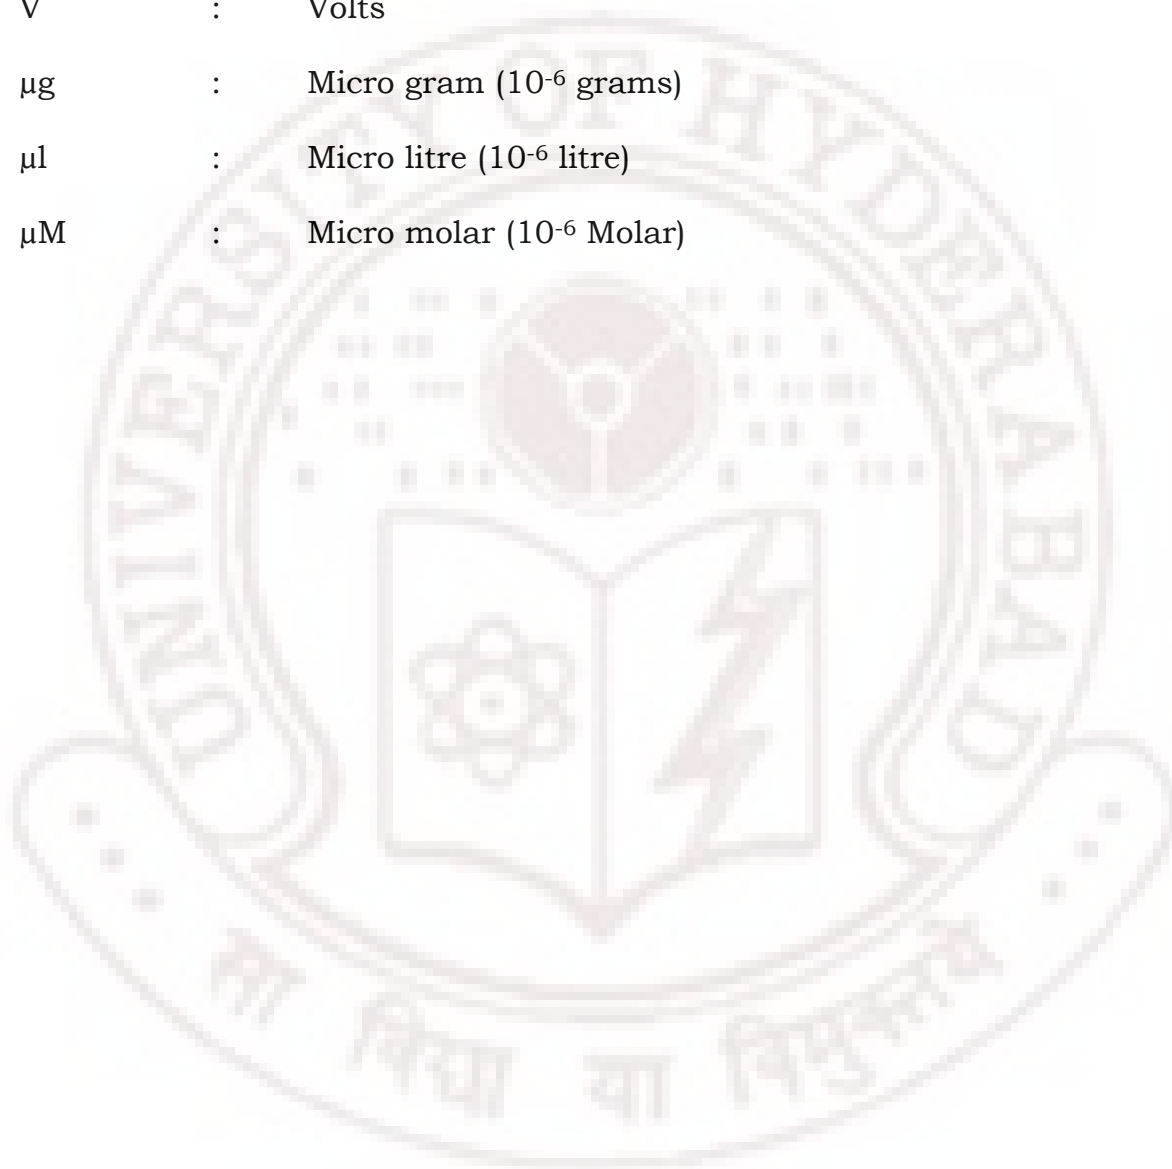 V : Volts
µg : Micro gram (10-6 grams)
µl : Micro litre (10-6 litre)
µM : Micro molar (10-6 Molar)
UNIVERSITY OF HYDERABAD
सा विद्या या विमुक्तये